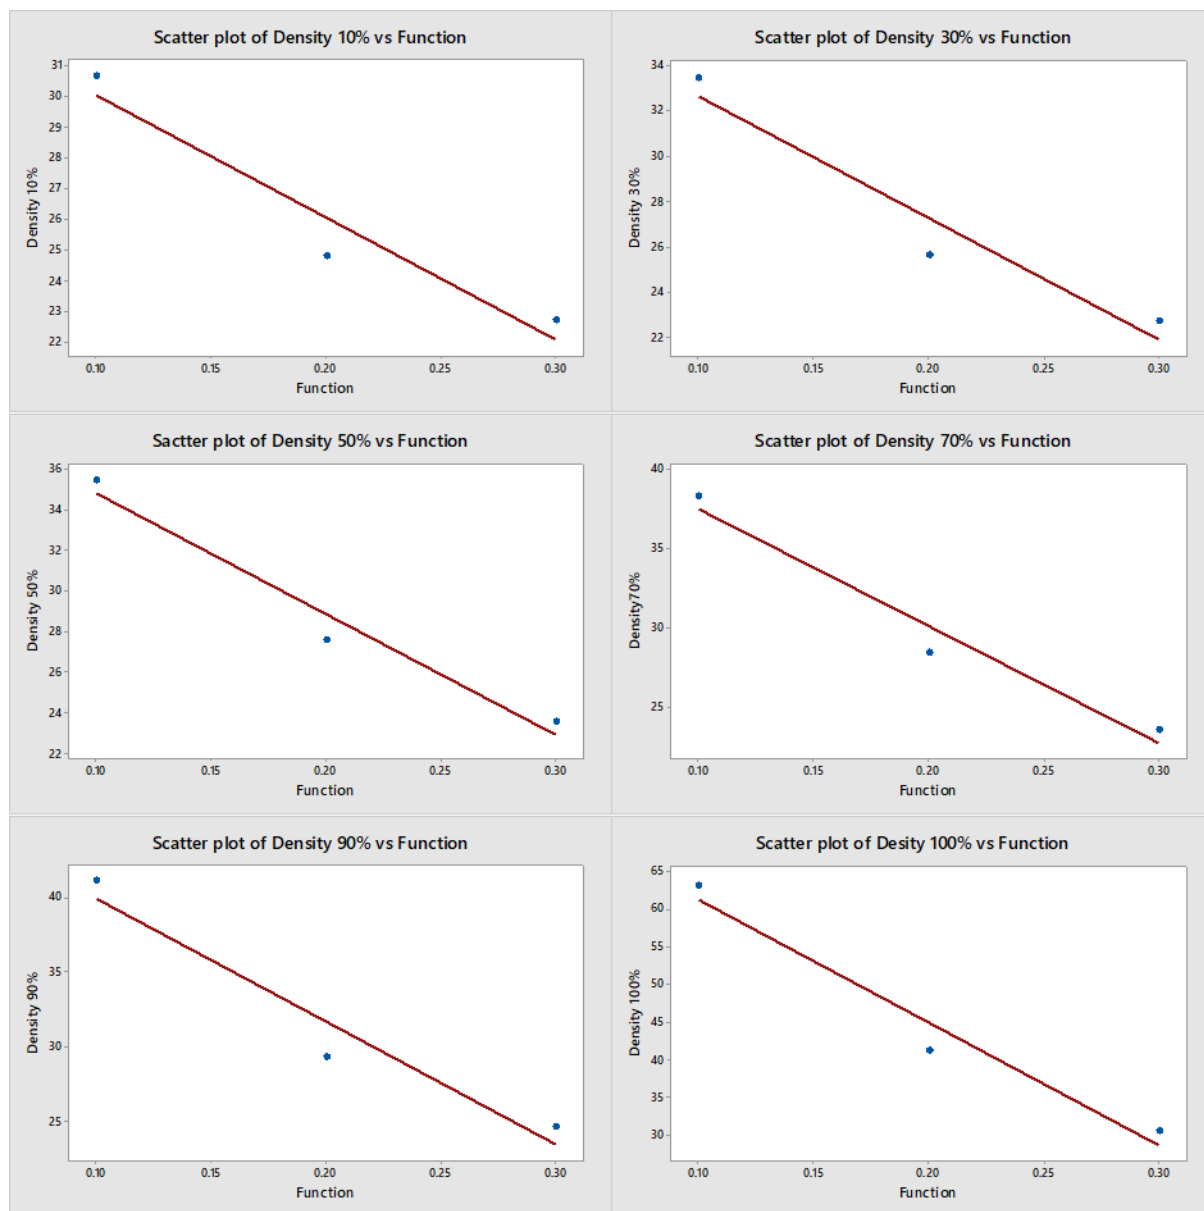 Scatter plot of Density 10% vs Function
31
30
29
28
27
26
25
24
23
22
Density 10%
0.10 0.15 0.20 0.25 0.30
Function
Scatter plot of Density 30% vs Function
34
32
30
28
26
24
22
Density 30%
0.10 0.15 0.20 0.25 0.30
Function
Sactter plot of Density 50% vs Function
36
34
32
30
28
26
24
22
Density 50%
0.10 0.15 0.20 0.25 0.30
Function
Scatter plot of Density 70% vs Function
40
35
30
25
Density70%
0.10 0.15 0.20 0.25 0.30
Function
Scatter plot of Density 90% vs Function
40
35
30
25
Density 90%
0.10 0.15 0.20 0.25 0.30
Function
Scatter plot of Desity 100% vs Function
65
60
55
50
45
40
35
30
Density 100%
0.10 0.15 0.20 0.25 0.30
Function